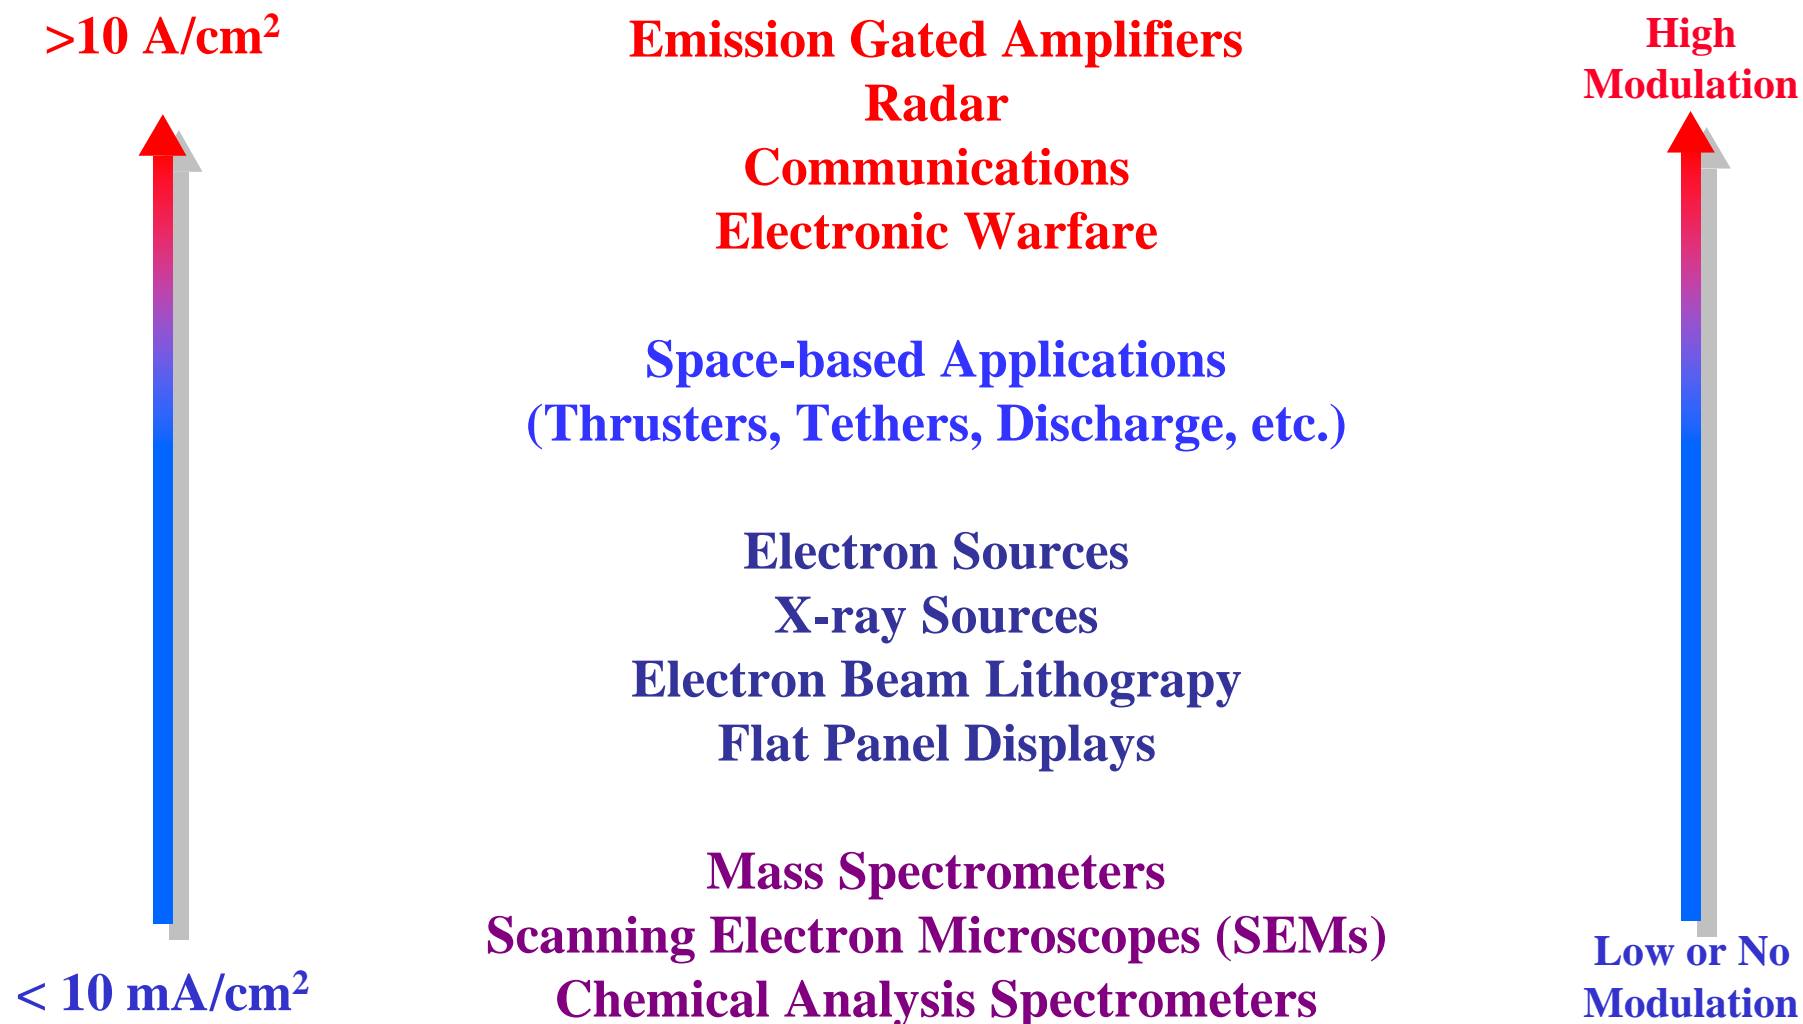 >10 A/cm²
Emission Gated Amplifiers
Radar
Communications
Electronic Warfare
High
Modulation
Space-based Applications
(Thrusters, Tethers, Discharge, etc.)
Electron Sources
X-ray Sources
Electron Beam Lithograpy
Flat Panel Displays
Mass Spectrometers
Scanning Electron Microscopes (SEMs)
Chemical Analysis Spectrometers
< 10 mA/cm²
Low or No
Modulation